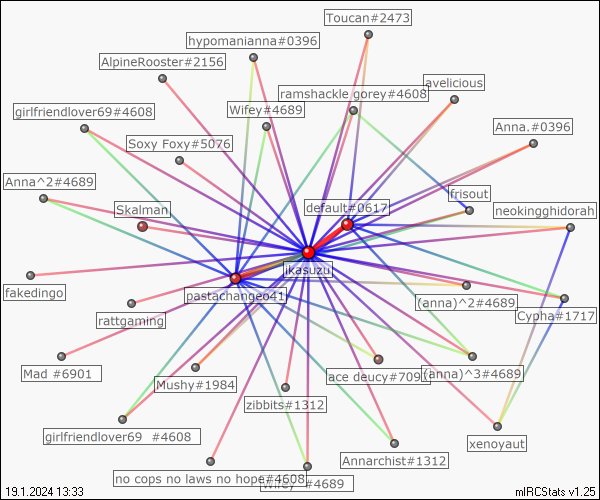 Toucan#2473
hypomanianna#0396
AlpineRooster#2156
avelicious
ramshackle gorey#4608
girlfriendlover69#4608
Wifey#4689
Anna.#0396
Soxy Foxy#5076
Anna^2#4689
frisout
Skalman
default#0617
neokingghidorah
ikasuzu
fakedingo
pastachangeo41
rattgaming
(anna)^2#4689
Cypha#1717
Mad #6901
Mushy#1984
ace deucy#709
(anna)^3#4689
zibbits#1312
girlfriendlover69 #4608
xenoyaut
Annarchist#1312
no cops no laws no hope#4608
Wifey #4689
19.1.2024 13:33
mIRCStats v1.25